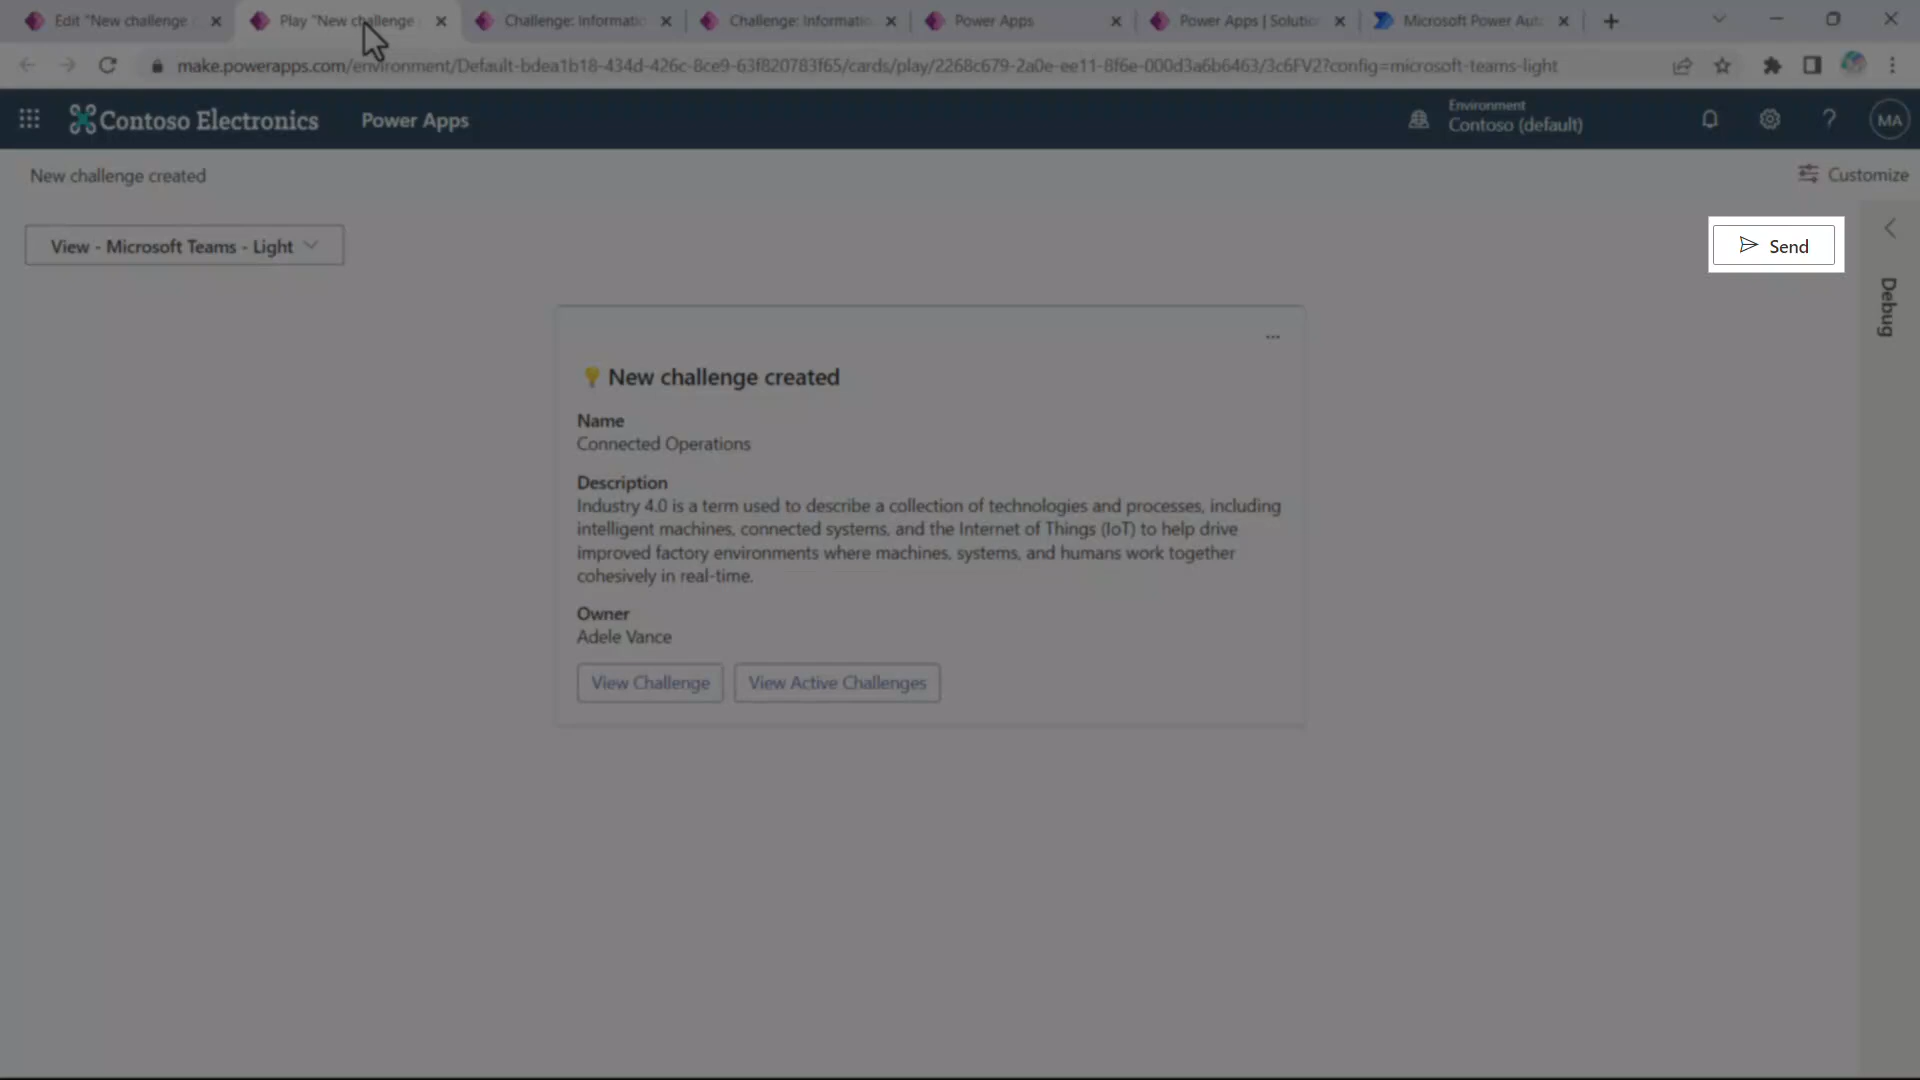 Edit "New challenge
Play "New challenge
Challenge: Informatio
Challenge: Informatio
Power Apps
Power Apps | Solutio
Microsoft Power Aut
make.powerapps.com/environment/Default-bdea1b18-434d-426c-8ce9-63f820783f65/cards/play/2268c679-2a0e-ee11-8f6e-000d3a6b6463/3c6FV2?config=microsoft-teams-light
Contoso Electronics
Power Apps
Environment
Contoso (default)
?
MA
New challenge created
Customize
View - Microsoft Teams - Light
Send
Debug
New challenge created
Name
Connected Operations
Description
Industry 4.0 is a term used to describe a collection of technologies and processes, including
intelligent machines, connected systems, and the Internet of Things (IoT) to help drive
improved factory environments where machines, systems, and humans work together
cohesively in real-time.
Owner
Adele Vance
View Challenge
View Active Challenges